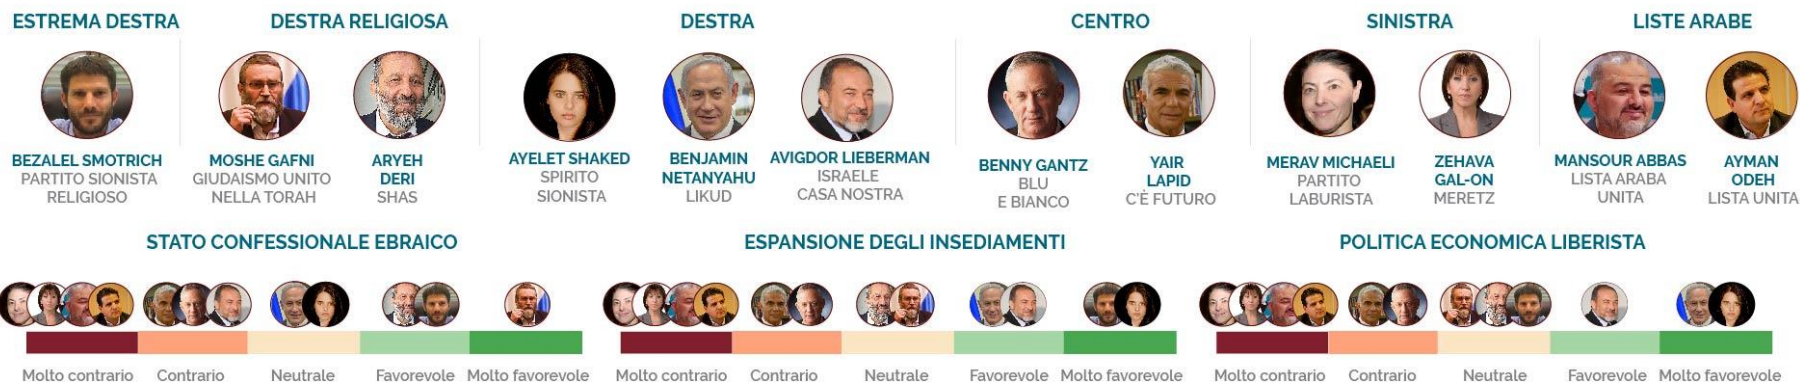 ESTREMA DESTRA
DESTRA RELIGIOSA
DESTRA
CENTRO
SINISTRA
LISTE ARABE
BEZALEL SMOTRICH
PARTITO SIONISTA
RELIGIOSO
MOSHE GAFNI
GIUDAISMO UNITO
NELLA TORAH
ARYEH
DERI
SHAS
AYELET SHAKED
SPIRITO
SIONISTA
BENJAMIN
NETANYAHU
LIKUD
AVIGDOR LIEBERMAN
ISRAELE
CASA NOSTRA
BENNY GANTZ
BLU
E BIANCO
YAIR
LAPID
C'È FUTURO
MERAV MICHAELI
PARTITO
LABURISTA
ZEHAVA
GAL-ON
MERETZ
MANSOUR ABBAS
LISTA ARABA
UNITA
AYMAN
ODEH
LISTA UNITA
STATO CONFESSIONALE EBRAICO
Molto contrario
Contrario
Neutrale
Favorevole
Molto favorevole
ESPANSIONE DEGLI INSEDIAMENTI
Molto contrario
Contrario
Neutrale
Favorevole
Molto favorevole
POLITICA ECONOMICA LIBERISTA
Molto contrario
Contrario
Neutrale
Favorevole
Molto favorevole